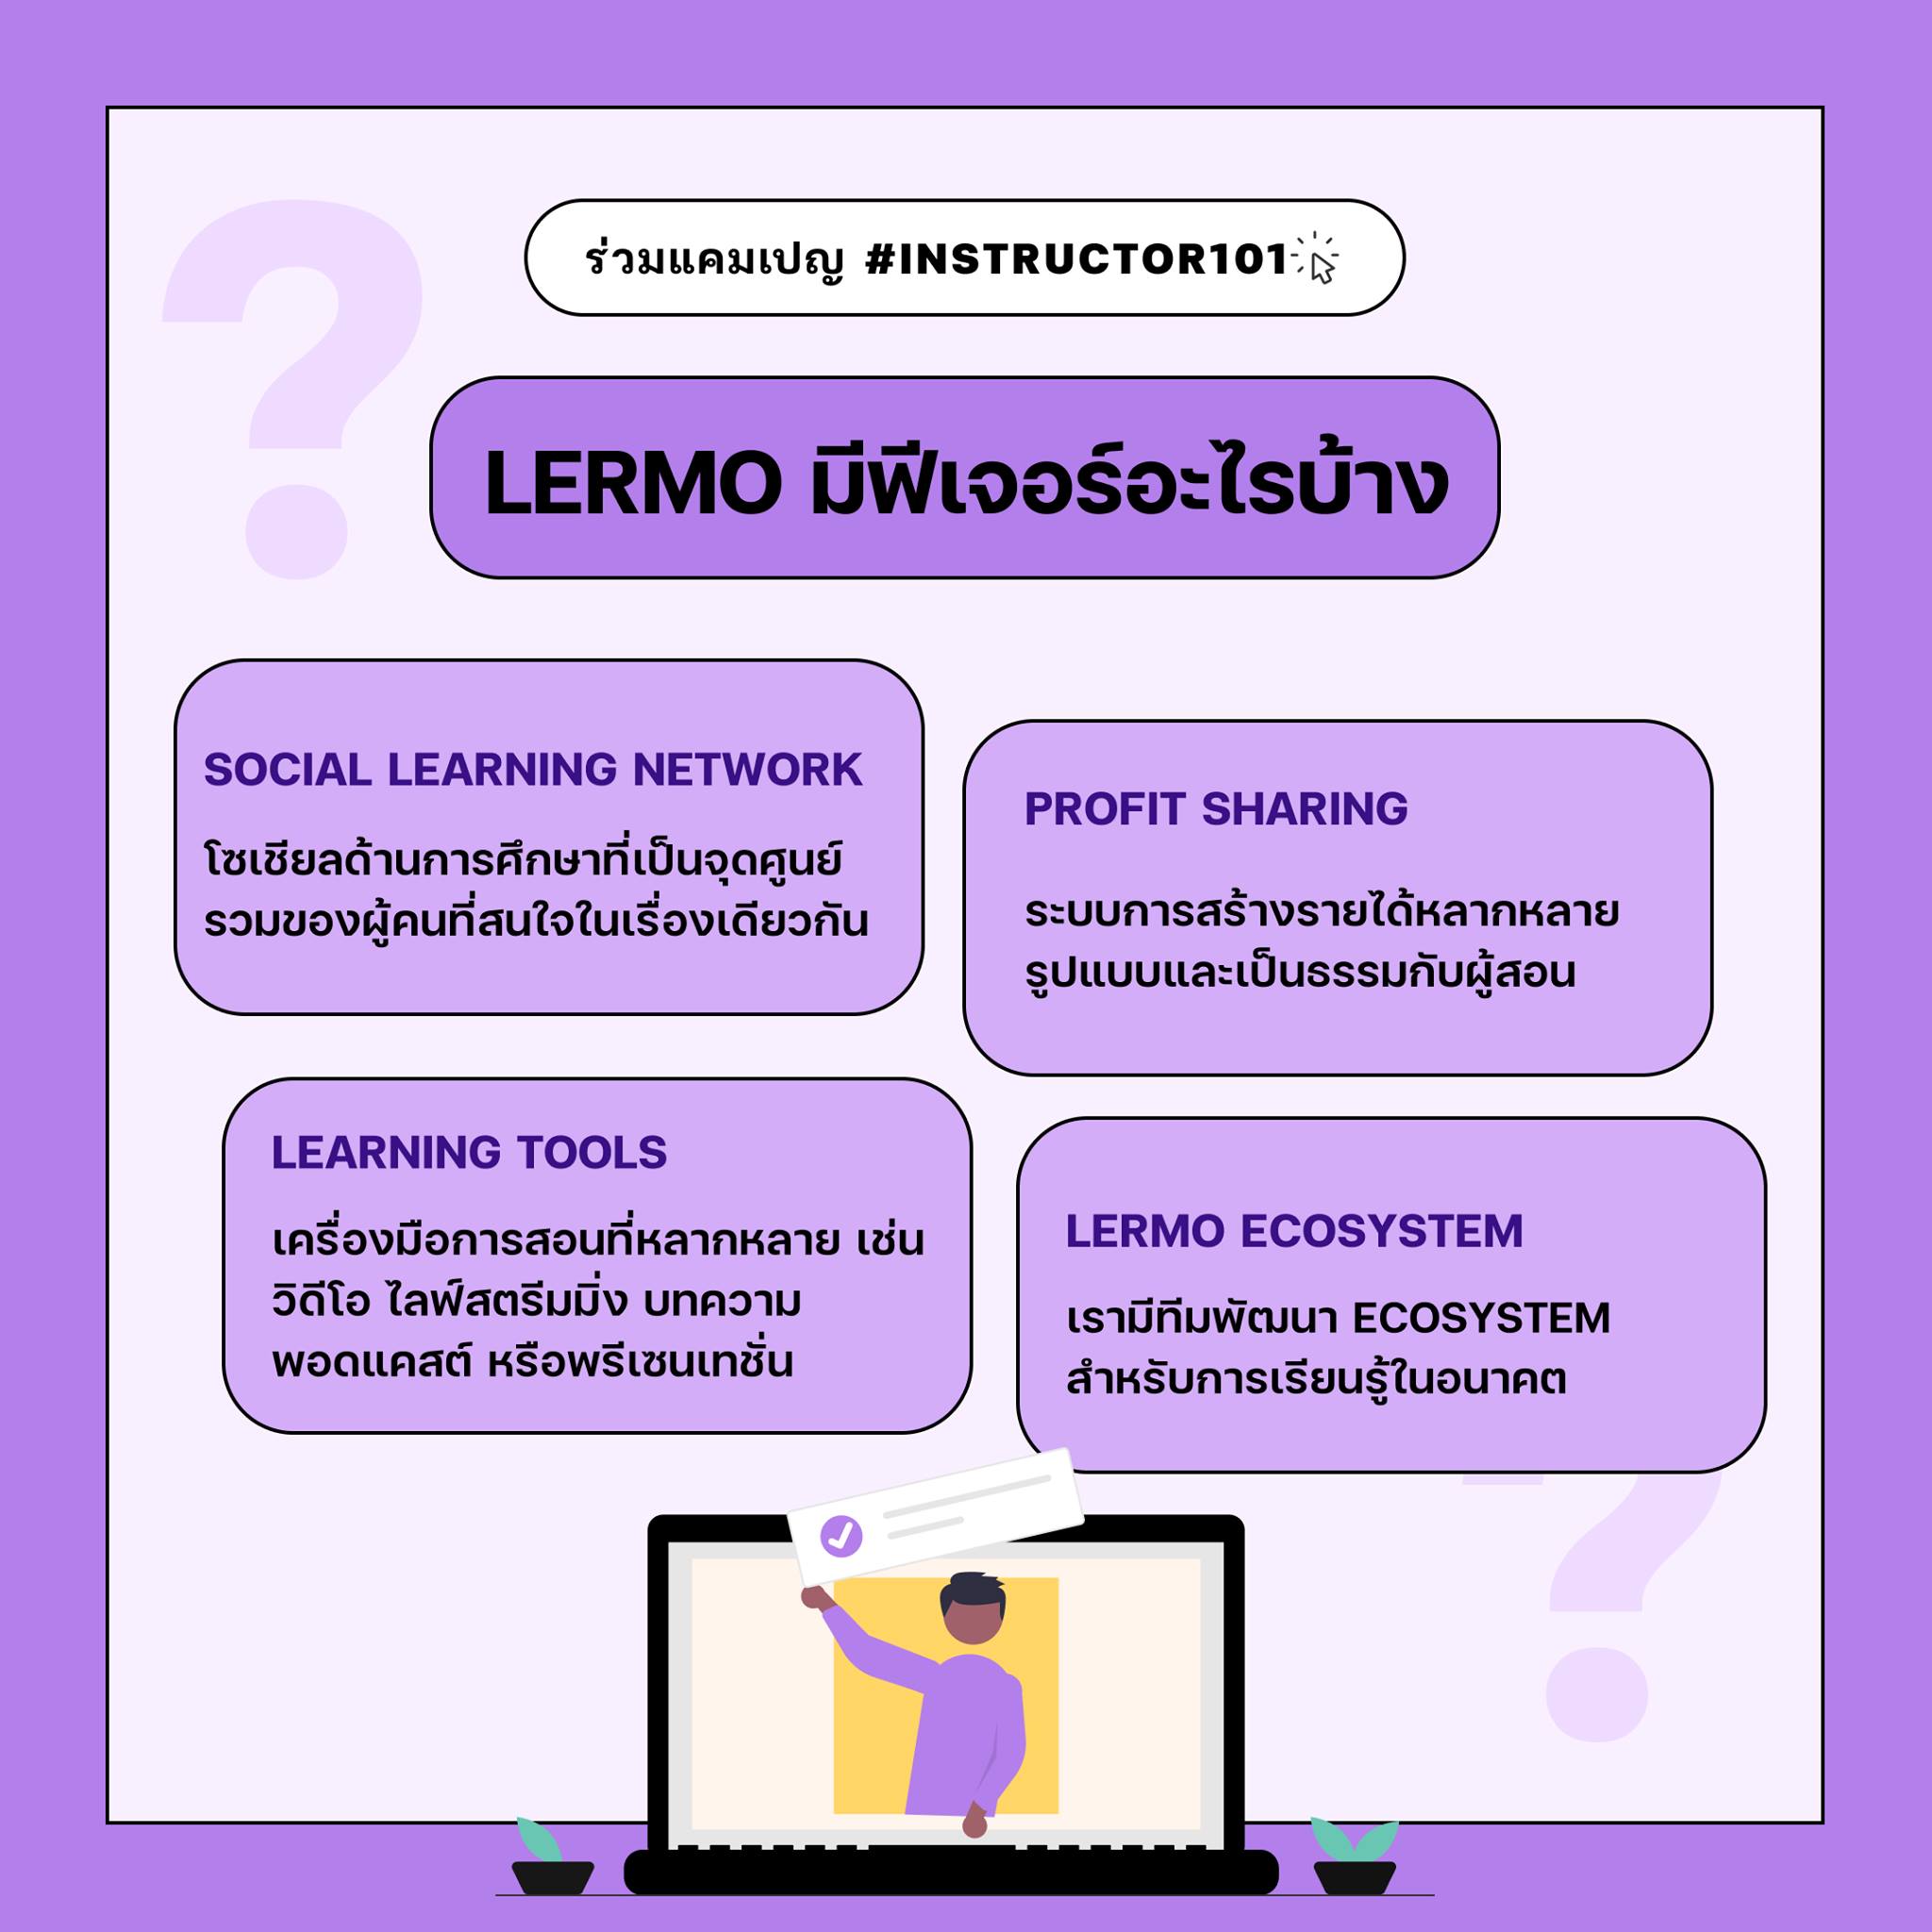 ร่วมแคมเปญ #INSTRUCTOR101
LERMO มีฟีเจอร์อะไรบ้าง
SOCIAL LEARNING NETWORK
โซเชียลด้านการศึกษาที่เป็นจุดศูนย์
รวมของผู้คนที่สนใจในเรื่องเดียวกัน
PROFIT SHARING
ระบบการสร้างรายได้หลากหลาย
รูปแบบและเป็นธรรมกับผู้สอน
LEARNING TOOLS
เครื่องมือการสอนที่หลากหลาย เช่น
วิดีโอ ไลฟ์สตรีมมิ่ง บทความ
พอดแคสต์ หรือพรีเซนเทชั่น
LERMO ECOSYSTEM
เรามีทีมพัฒนา ECOSYSTEM
สำหรับการเรียนรู้ในอนาคต